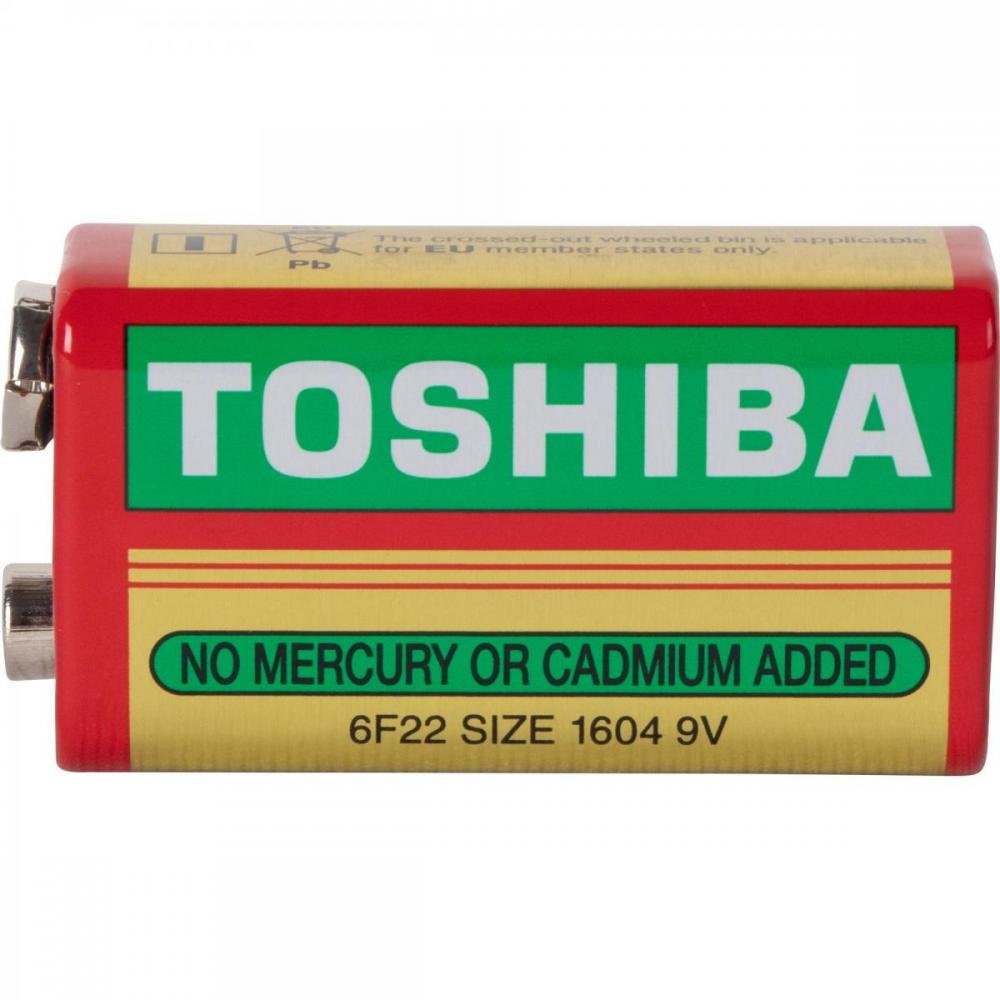 The crossed-out wheeled bin is applicable
for EU member states only.
Pb
TOSHIBA
NO MERCURY OR CADMIUM ADDED
6F22 SIZE 1604 9V